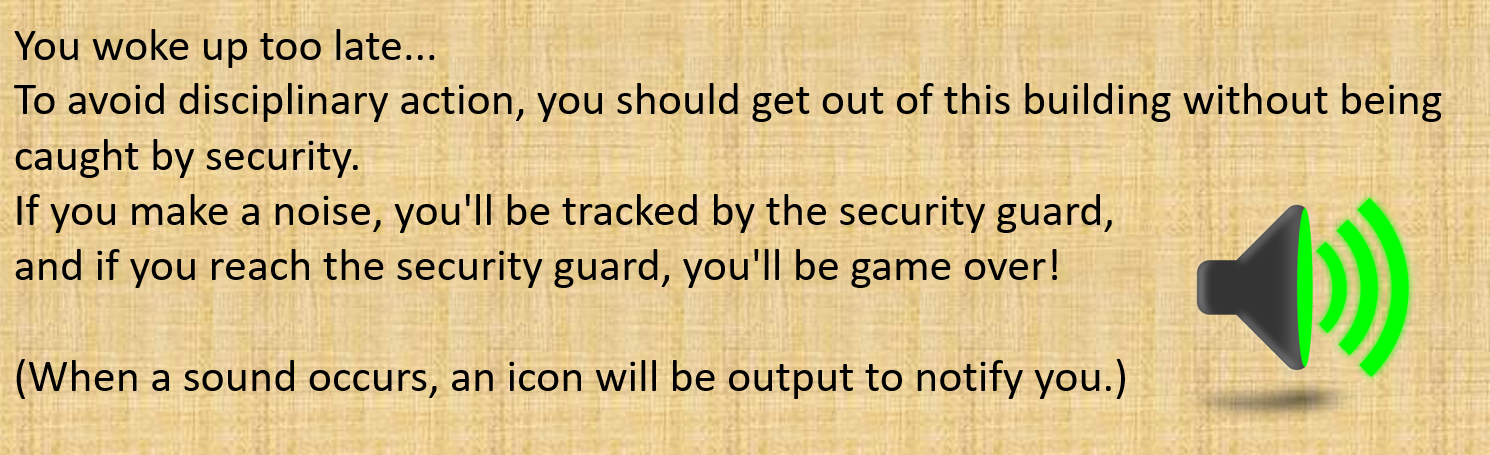 You woke up too late...
To avoid disciplinary action, you should get out of this building without being
caught by security.
If you make a noise, you'll be tracked by the security guard,
and if you reach the security guard, you'll be game over!
(When a sound occurs, an icon will be output to notify you.)